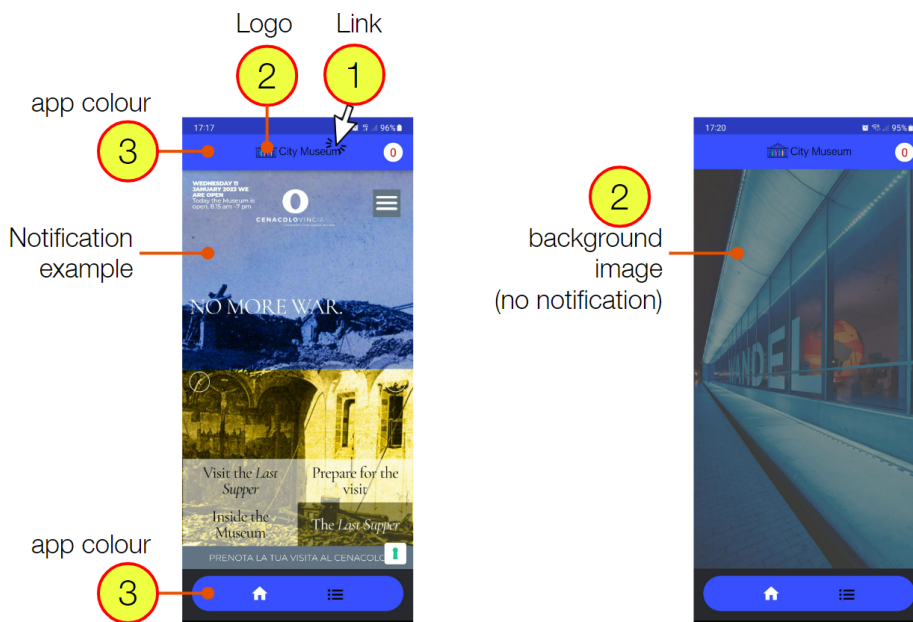 Logo
Link
2
1
app colour
3
17:17
96%
City Museum
0
WEDNESDAY 11
JANUARY 2023 WE
ARE OPEN
Today the Museum is
open, 8.15 am -7 pm
CENACOLOVINCI
Notification
example
NO MORE WAR.
Visit the Last
Supper
Prepare for the
visit
Inside the
Museum
The Last Supper
PRENOTA LA TUA VISITA AL CENACOLO
app colour
3
17:20
95%
City Museum
0
2
background
image
(no notification)
ANDEL